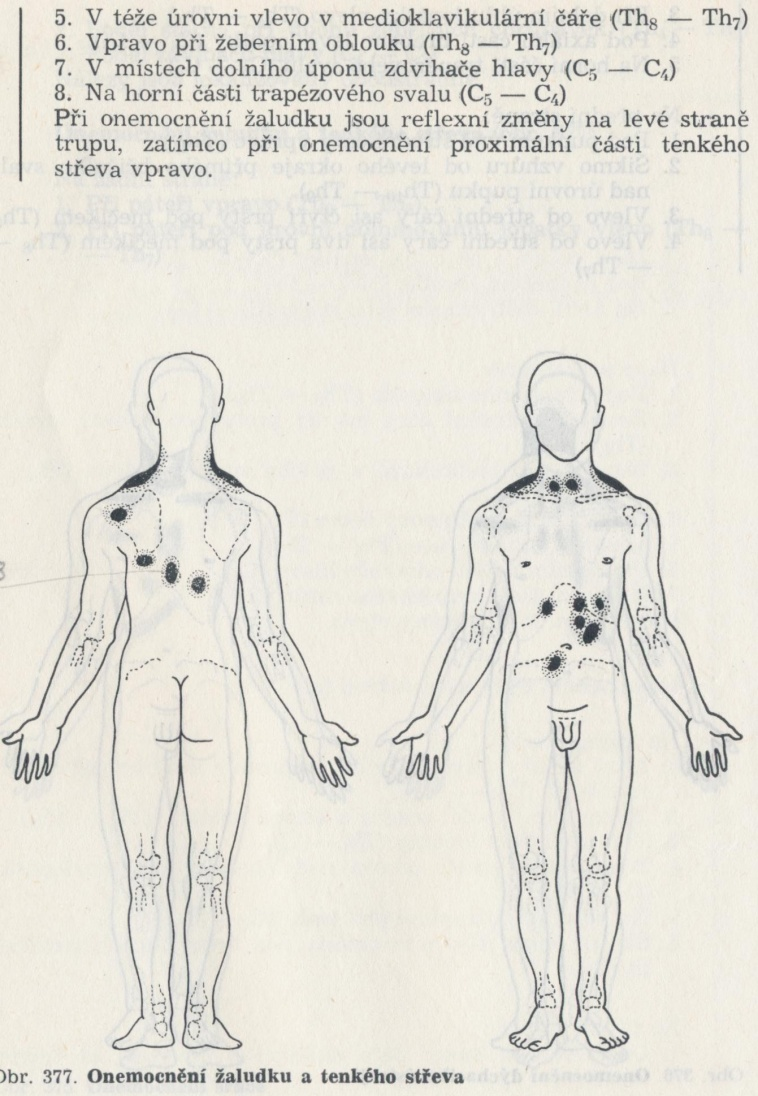 5. V téže úrovni vlevo v medioklavikulární čáře (Th₈ — Th₇)
6. Vpravo při žeberním oblouku (Th₈ — Th₇)
7. V místech dolního úponu zdvihače hlavy (C₅ — C₄)
8. Na horní části trapézového svalu (C₅ — C₄)
Při onemocnění žaludku jsou reflexní změny na levé straně
trupu, zatímco při onemocnění proximální části tenkého
střeva vpravo.
8
Obr. 377. Onemocnění žaludku a tenkého střeva